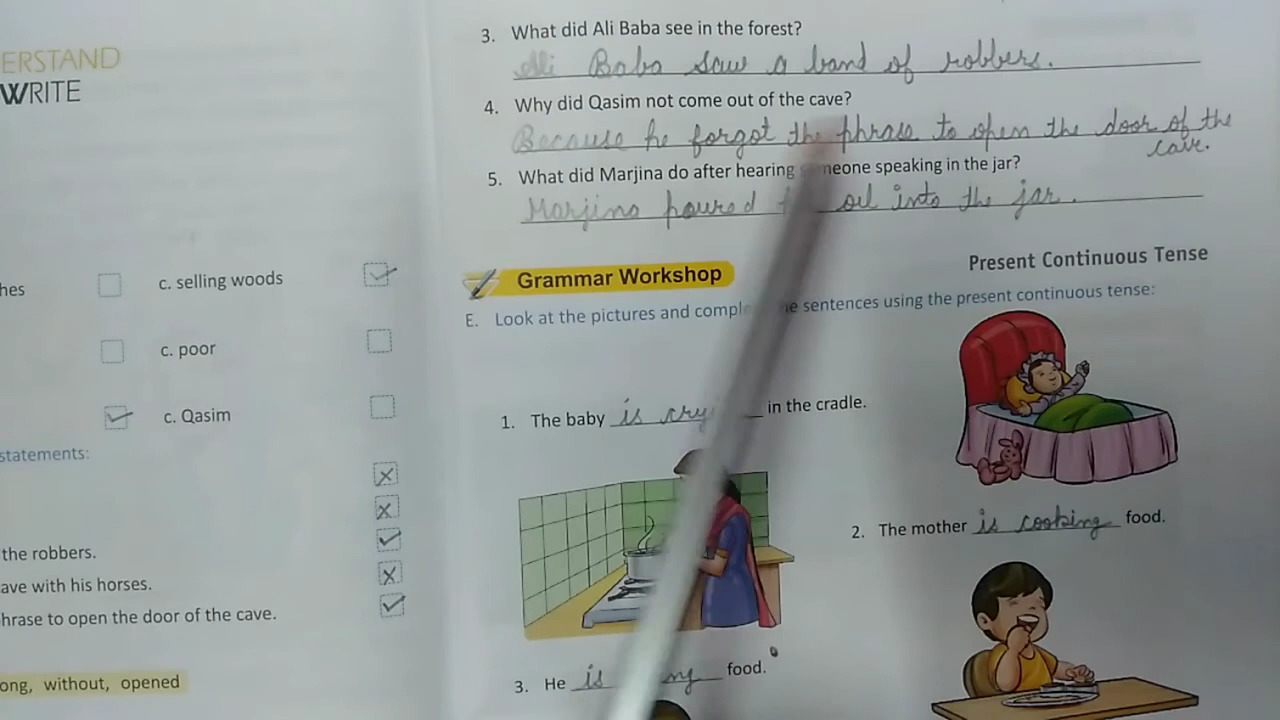 ERSTAND
WRITE
hes
c. selling woods
c. poor
c. Qasim
statements:
the robbers.
ave with his horses.
hrase to open the door of the cave.
ong, without, opened
3. What did Ali Baba see in the forest?
Ali Baba saw a band of robbers.
4. Why did Qasim not come out of the cave?
Because he forgot the phrase to open the door of the
cave.
5. What did Marjina do after hearing someone speaking in the jar?
Marjina poured oil into the jar.
Grammar Workshop
Present Continuous Tense
E. Look at the pictures and comple he sentences using the present continuous tense:
1. The baby is cry in the cradle.
2. The mother is cooking food.
3. He is ng food.